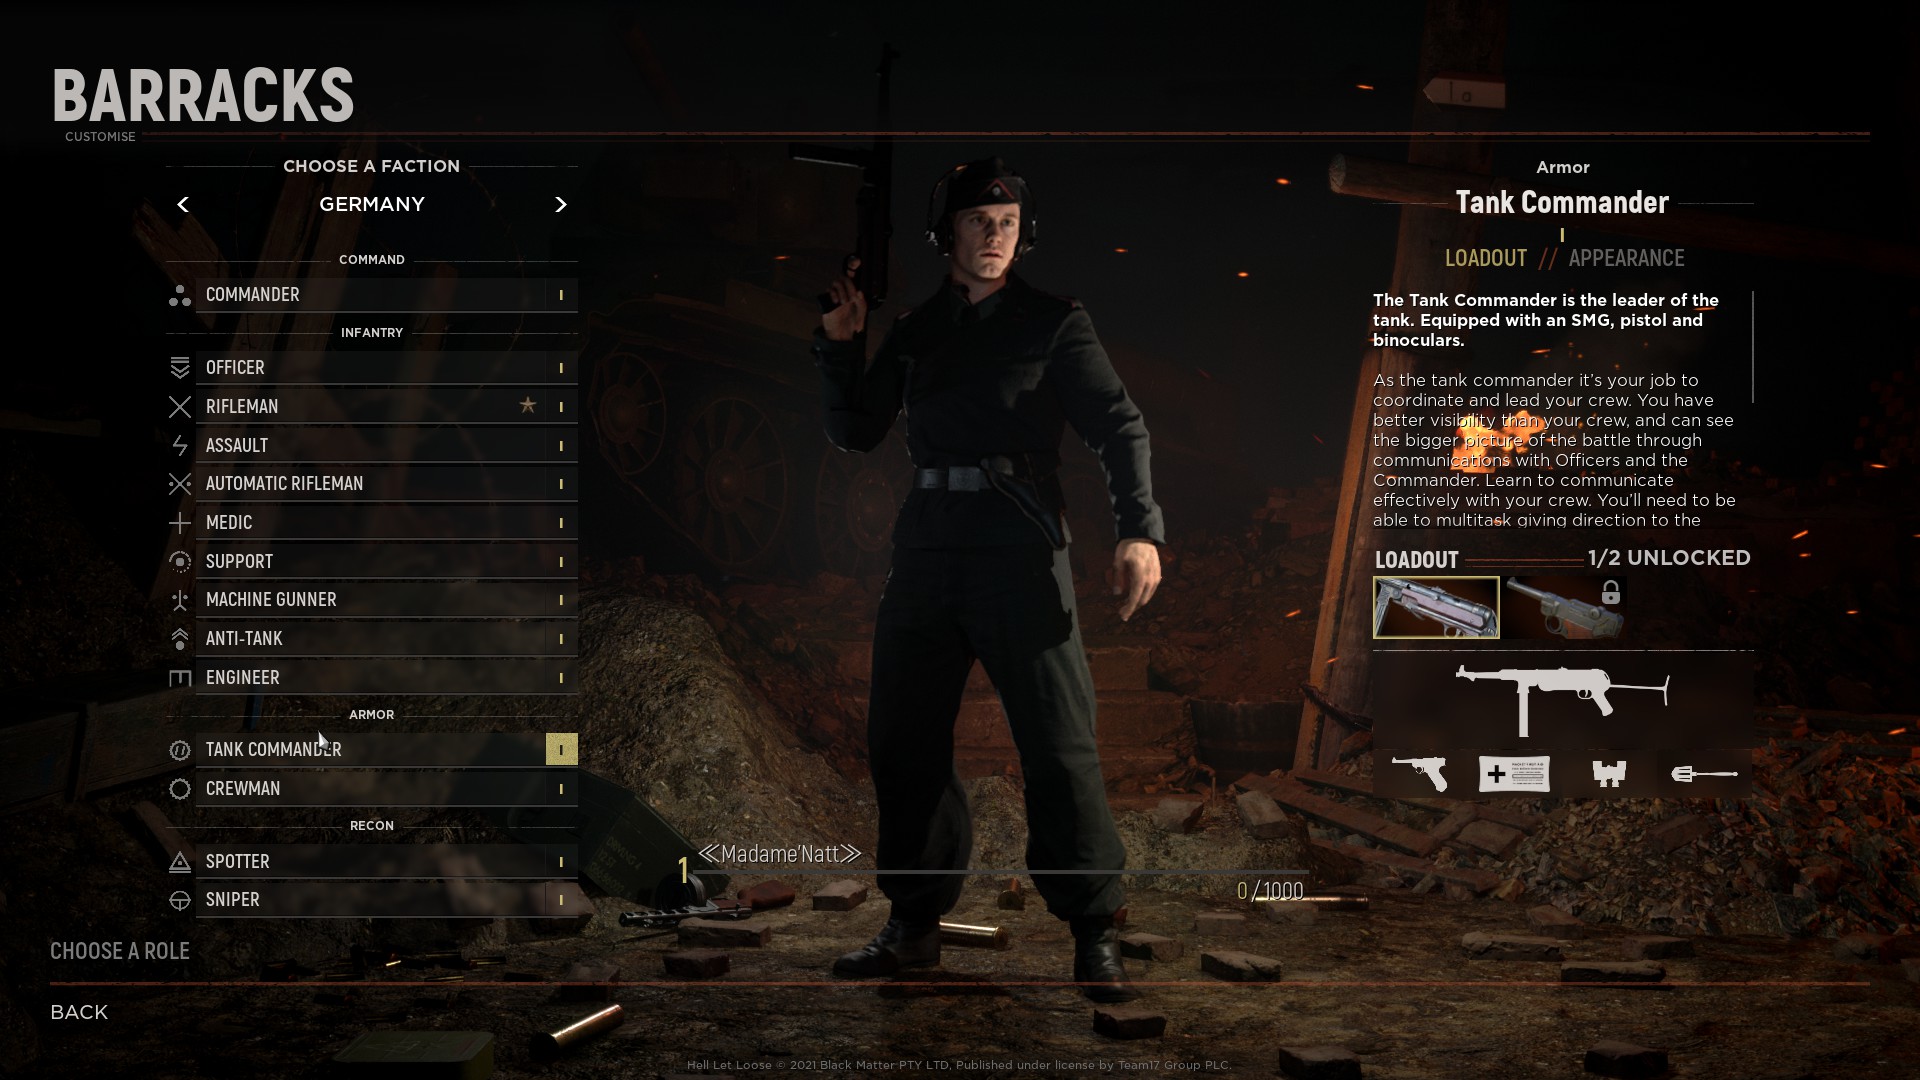 BARRACKS
CUSTOMISE
CHOOSE A FACTION
GERMANY
COMMAND
COMMANDER I
INFANTRY
OFFICER I
RIFLEMAN I
ASSAULT I
AUTOMATIC RIFLEMAN I
MEDIC I
SUPPORT I
MACHINE GUNNER I
ANTI-TANK I
ENGINEER I
ARMOR
TANK COMMANDER I
CREWMAN I
RECON
SPOTTER I
SNIPER I
CHOOSE A ROLE
BACK
1
≪Madame'Natt≫
0/1000
Armor
Tank Commander
I
LOADOUT // APPEARANCE
The Tank Commander is the leader of the
tank. Equipped with an SMG, pistol and
binoculars.
As the tank commander it's your job to
coordinate and lead your crew. You have
better visibility than your crew, and can see
the bigger picture of the battle through
communications with Officers and the
Commander. Learn to communicate
effectively with your crew. You'll need to be
able to multitask giving direction to the
LOADOUT 1/2 UNLOCKED
Hell Let Loose © 2021 Black Matter PTY LTD, Published under license by Team17 Group PLC.